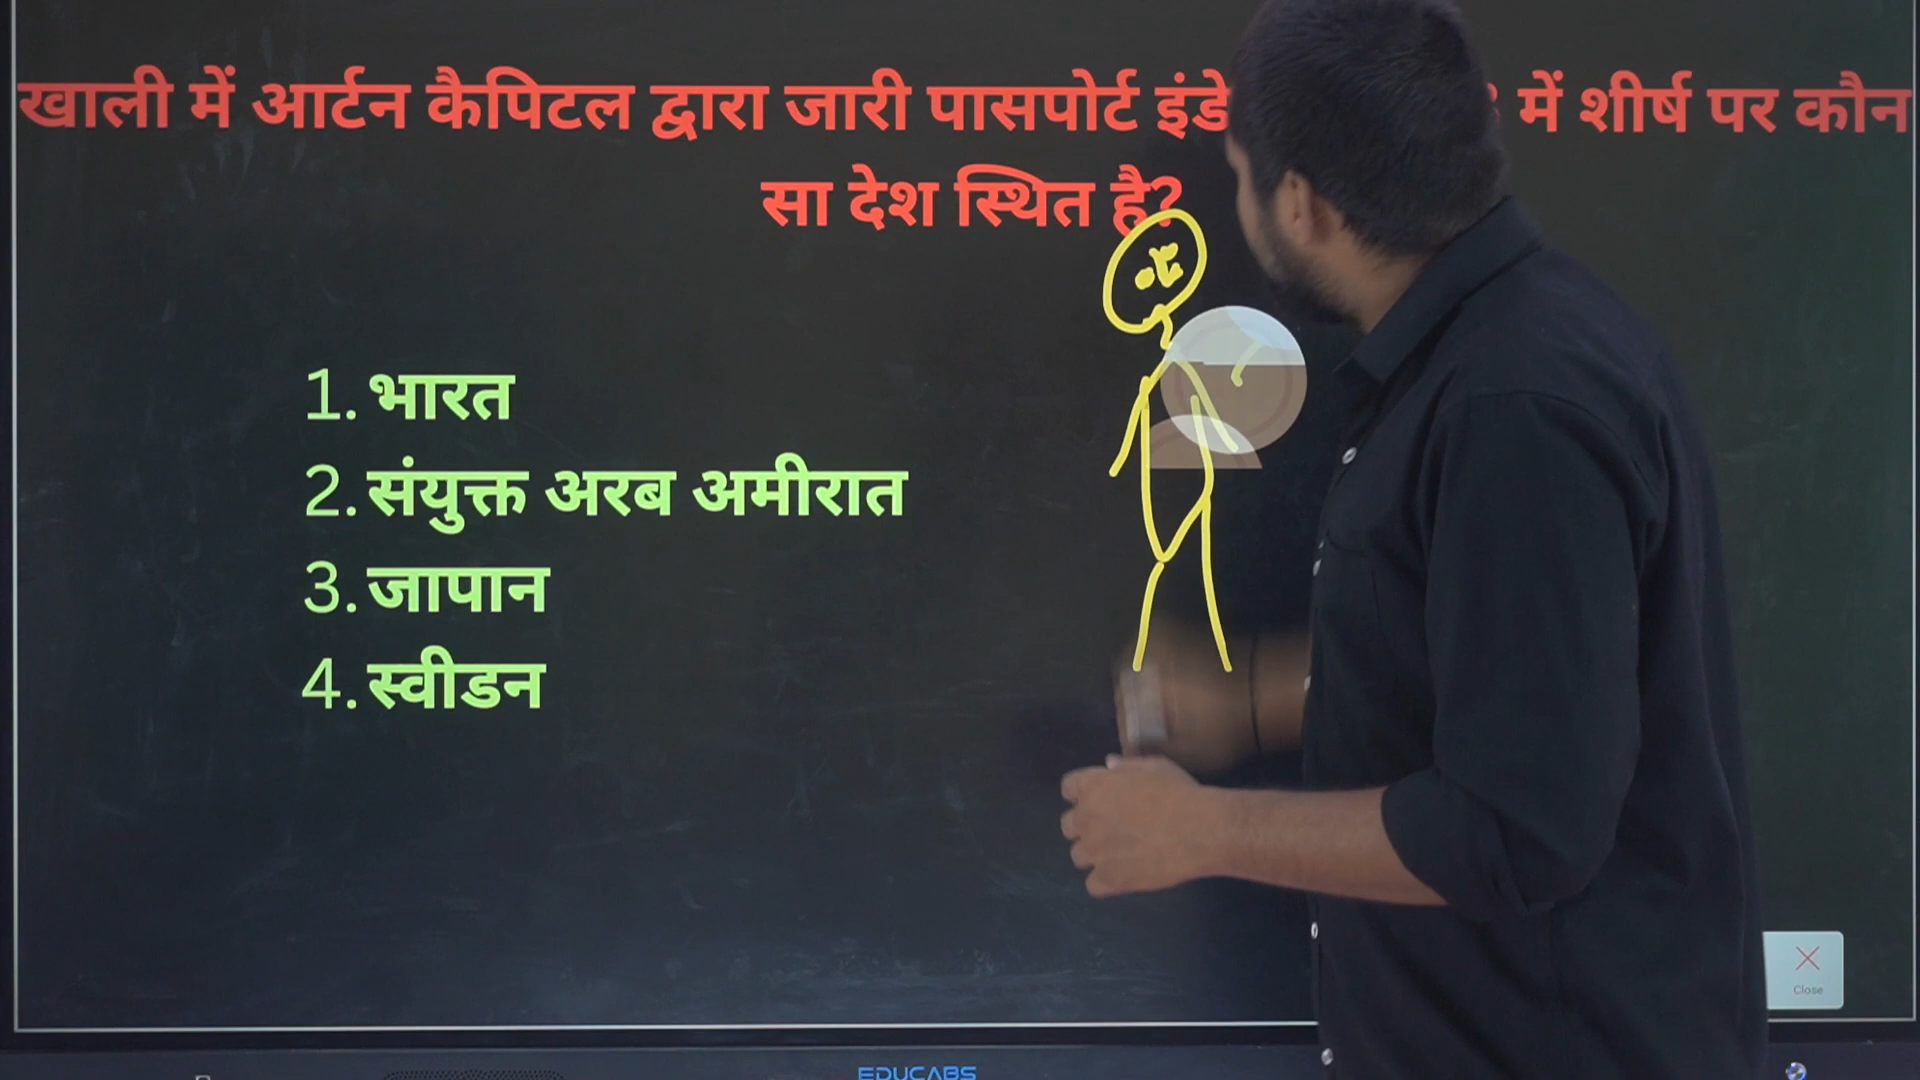 खाली में आर्टन कैपिटल द्वारा जारी पासपोर्ट में शीर्ष पर कौन
सा देश स्थित है?
1. भारत
2. संयुक्त अरब अमीरात
3. जापान
4. स्वीडन
Close
EDUCABS